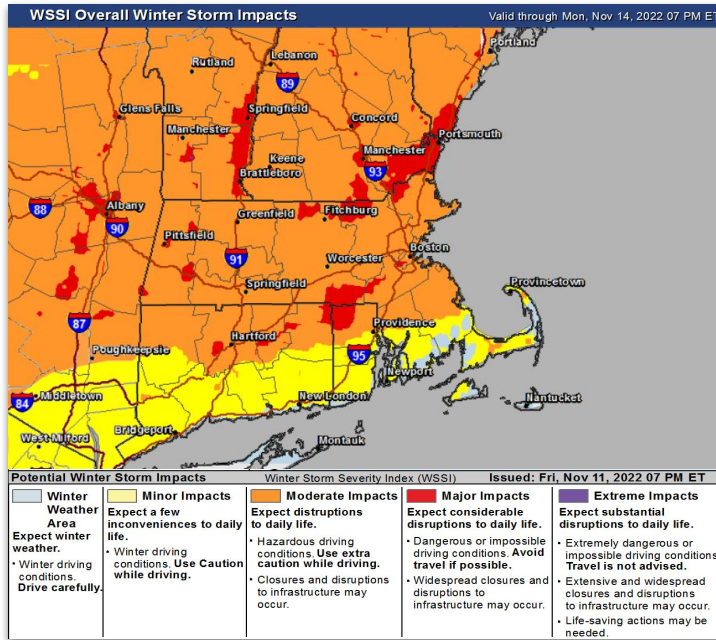 WSSI Overall Winter Storm Impacts
Valid through Mon, Nov 14, 2022 07 PM ET
Portland
Lebanon
Rutland
89
Glens Falls
Springfield
Concord
Manchester
Portsmouth
Keene
Manchester
93
Brattleboro
88
Albany
90
Greenfield
Fitchburg
Pittsfield
91
Worcester
Boston
Springfield
Provincetown
87
Providence
Hartford
Poughkeepsie
95
Newport
84
Middletown
New London
Nantucket
West Milford
Bridgeport
Montauk
Potential Winter Storm Impacts
Winter Storm Severity Index (WSSI)
Issued: Fri, Nov 11, 2022 07 PM ET
Winter
Weather
Area
Expect winter
weather.
• Winter driving
conditions.
Drive carefully.
Minor Impacts
Expect a few
inconveniences to daily
life.
• Winter driving
conditions. Use Caution
while driving.
Moderate Impacts
Expect distruptions
to daily life.
• Hazardous driving
conditions. Use extra
caution while driving.
• Closures and disruptions
to infrastructure may
occur.
Major Impacts
Expect considerable
disruptions to daily life.
• Dangerous or impossible
driving conditions. Avoid
travel if possible.
• Widespread closures and
disruptions to
infrastructure may occur.
Extreme Impacts
Expect substantial
disruptions to daily life.
• Extremely dangerous or
impossible driving conditions
Travel is not advised.
• Extensive and widespread
closures and disruptions
to infrastructure may occur.
• Life-saving actions may be
needed.